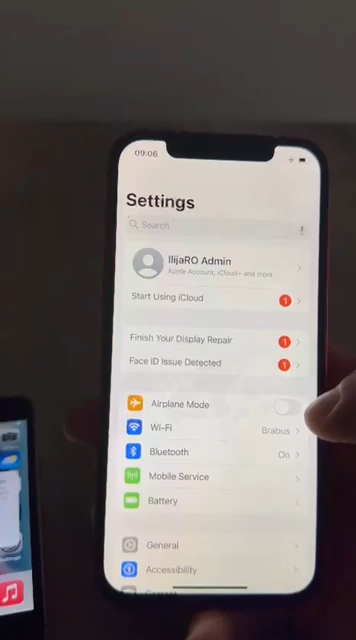 09:06
Settings
Search
IlijaRO Admin
Apple Account, iCloud+ and more
Start Using iCloud
1
Finish Your Display Repair
1
Face ID Issue Detected
1
Airplane Mode
Wi-Fi
Brabus
Bluetooth
On
Mobile Service
Battery
General
Accessibility